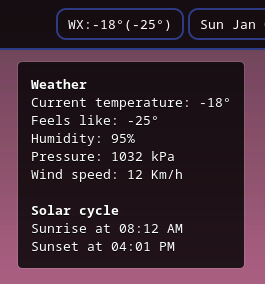 WX:-18°(-25°)
Sun Jan
Weather
Current temperature: -18°
Feels like: -25°
Humidity: 95%
Pressure: 1032 kPa
Wind speed: 12 Km/h
Solar cycle
Sunrise at 08:12 AM
Sunset at 04:01 PM